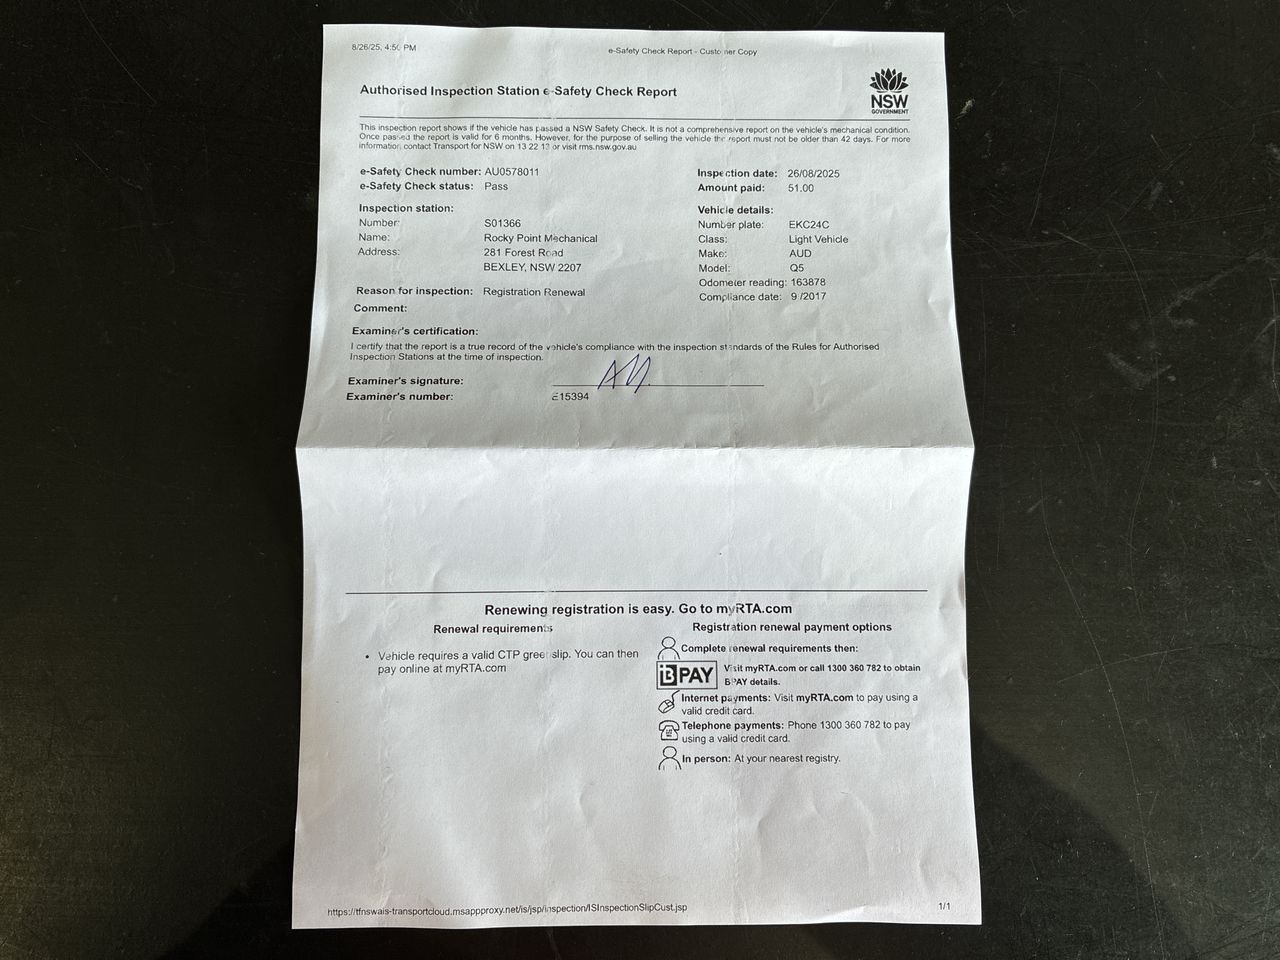 8/26/25, 4:50 PM
e-Safety Check Report - Customer Copy
Authorised Inspection Station e-Safety Check Report
NSW
GOVERNMENT
This inspection report shows if the vehicle has passed a NSW Safety Check. It is not a comprehensive report on the vehicle's mechanical condition.
Once passed the report is valid for 6 months. However, for the purpose of selling the vehicle the report must not be older than 42 days. For more
information contact Transport for NSW on 13 22 13 or visit rms.nsw.gov.au
e-Safety Check number: AU0578011
e-Safety Check status: Pass
Inspection date: 26/08/2025
Amount paid: 51.00
Inspection station:
Number: S01366
Name: Rocky Point Mechanical
Address: 281 Forest Road
BEXLEY, NSW 2207
Vehicle details:
Number plate: EKC24C
Class: Light Vehicle
Make: AUD
Model: Q5
Odometer reading: 163878
Compliance date: 9 /2017
Reason for inspection: Registration Renewal
Comment:
Examiner's certification:
I certify that the report is a true record of the vehicle's compliance with the inspection standards of the Rules for Authorised
Inspection Stations at the time of inspection.
Examiner's signature:
Examiner's number: E15394
Renewing registration is easy. Go to myRTA.com
Renewal requirements
• Vehicle requires a valid CTP greenslip. You can then
pay online at myRTA.com
Registration renewal payment options
Complete renewal requirements then:
B PAY
Visit myRTA.com or call 1300 360 782 to obtain
BPAY details.
Internet payments: Visit myRTA.com to pay using a
valid credit card.
Telephone payments: Phone 1300 360 782 to pay
using a valid credit card.
In person: At your nearest registry.
https://tfnswais-transportcloud.msappproxy.net/is/jsp/inspection/ISInspectionSlipCust.jsp
1/1